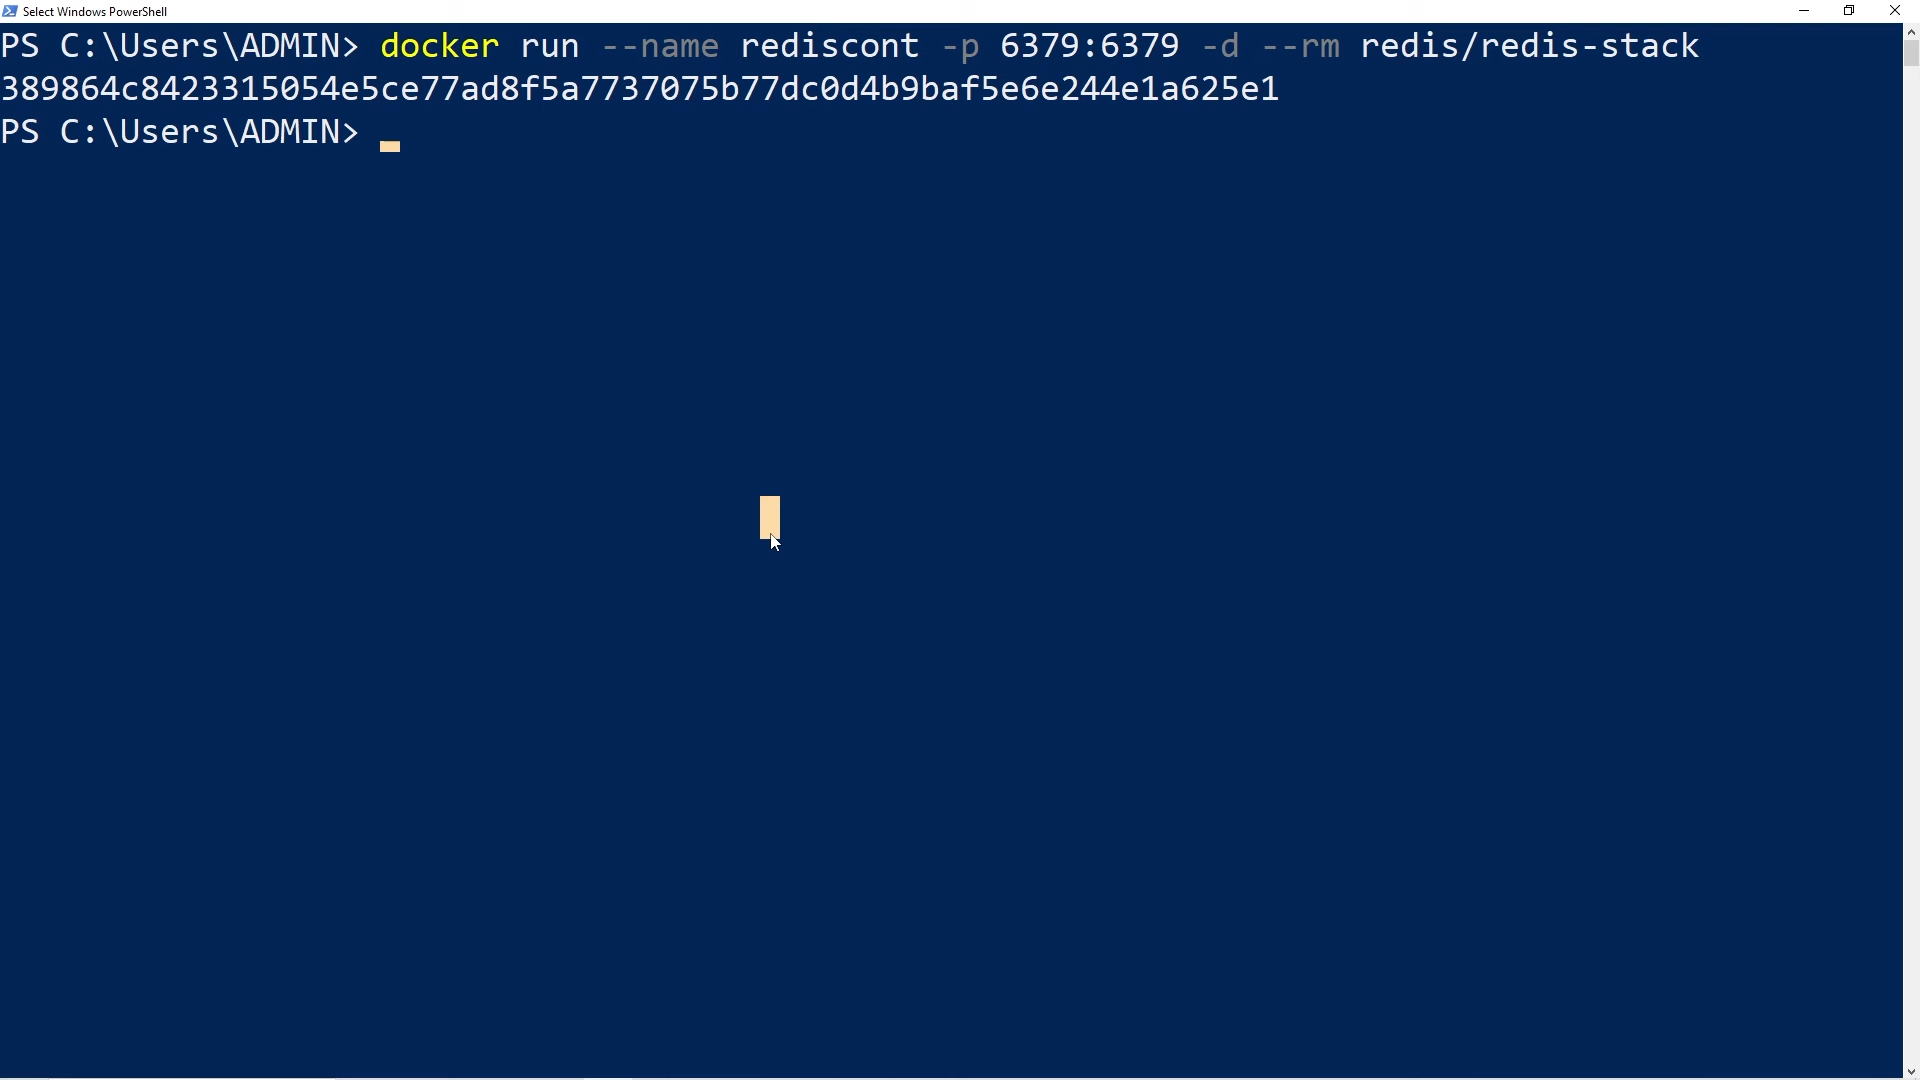 Select Windows PowerShell
PS C:\Users\ADMIN> docker run --name rediscont -p 6379:6379 -d --rm redis/redis-stack
389864c8423315054e5ce77ad8f5a7737075b77dc0d4b9baf5e6e244e1a625e1
PS C:\Users\ADMIN>